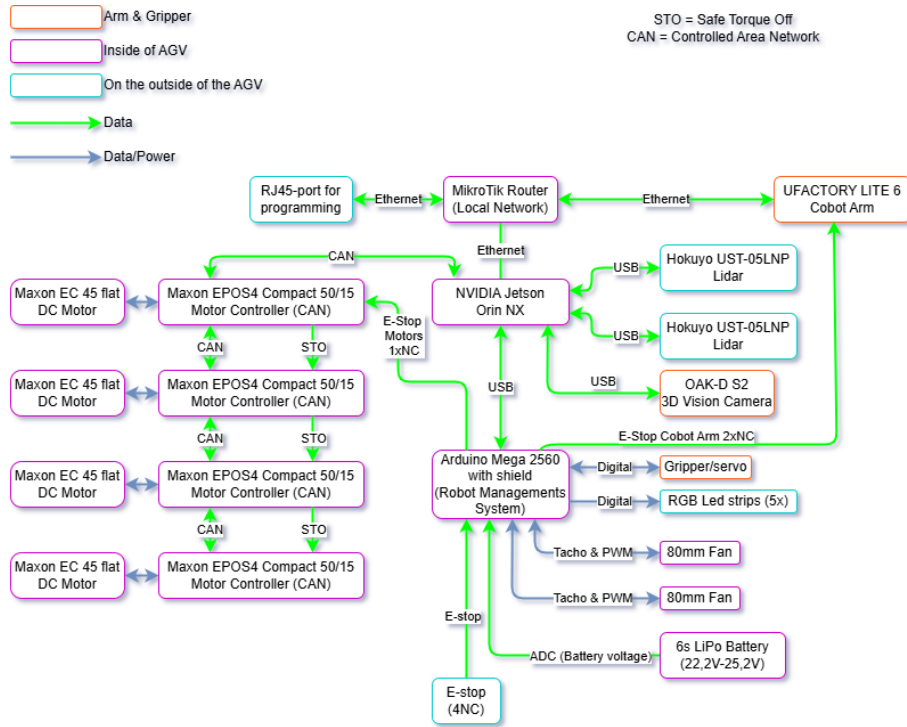 Arm & Gripper
Inside of AGV
On the outside of the AGV
Data
Data/Power
STO = Safe Torque Off
CAN = Controlled Area Network
RJ45-port for
programming
Ethernet
MikroTik Router
(Local Network)
Ethernet
UFACTORY LITE 6
Cobot Arm
Ethernet
CAN
Maxon EC 45 flat
DC Motor
Maxon EPOS4 Compact 50/15
Motor Controller (CAN)
E-Stop
Motors
1xNC
NVIDIA Jetson
Orin NX
USB
Hokuyo UST-05LNP
Lidar
USB
Hokuyo UST-05LNP
Lidar
CAN
STO
Maxon EC 45 flat
DC Motor
Maxon EPOS4 Compact 50/15
Motor Controller (CAN)
USB
USB
OAK-D S2
3D Vision Camera
CAN
STO
E-Stop Cobot Arm 2xNC
Maxon EC 45 flat
DC Motor
Maxon EPOS4 Compact 50/15
Motor Controller (CAN)
Arduino Mega 2560
with shield
(Robot Managements
System)
Digital
Gripper/servo
Digital
RGB Led strips (5x)
CAN
STO
Maxon EC 45 flat
DC Motor
Maxon EPOS4 Compact 50/15
Motor Controller (CAN)
Tacho & PWM
80mm Fan
Tacho & PWM
80mm Fan
E-stop
ADC (Battery voltage)
6s LiPo Battery
(22,2V-25,2V)
E-stop
(4NC)